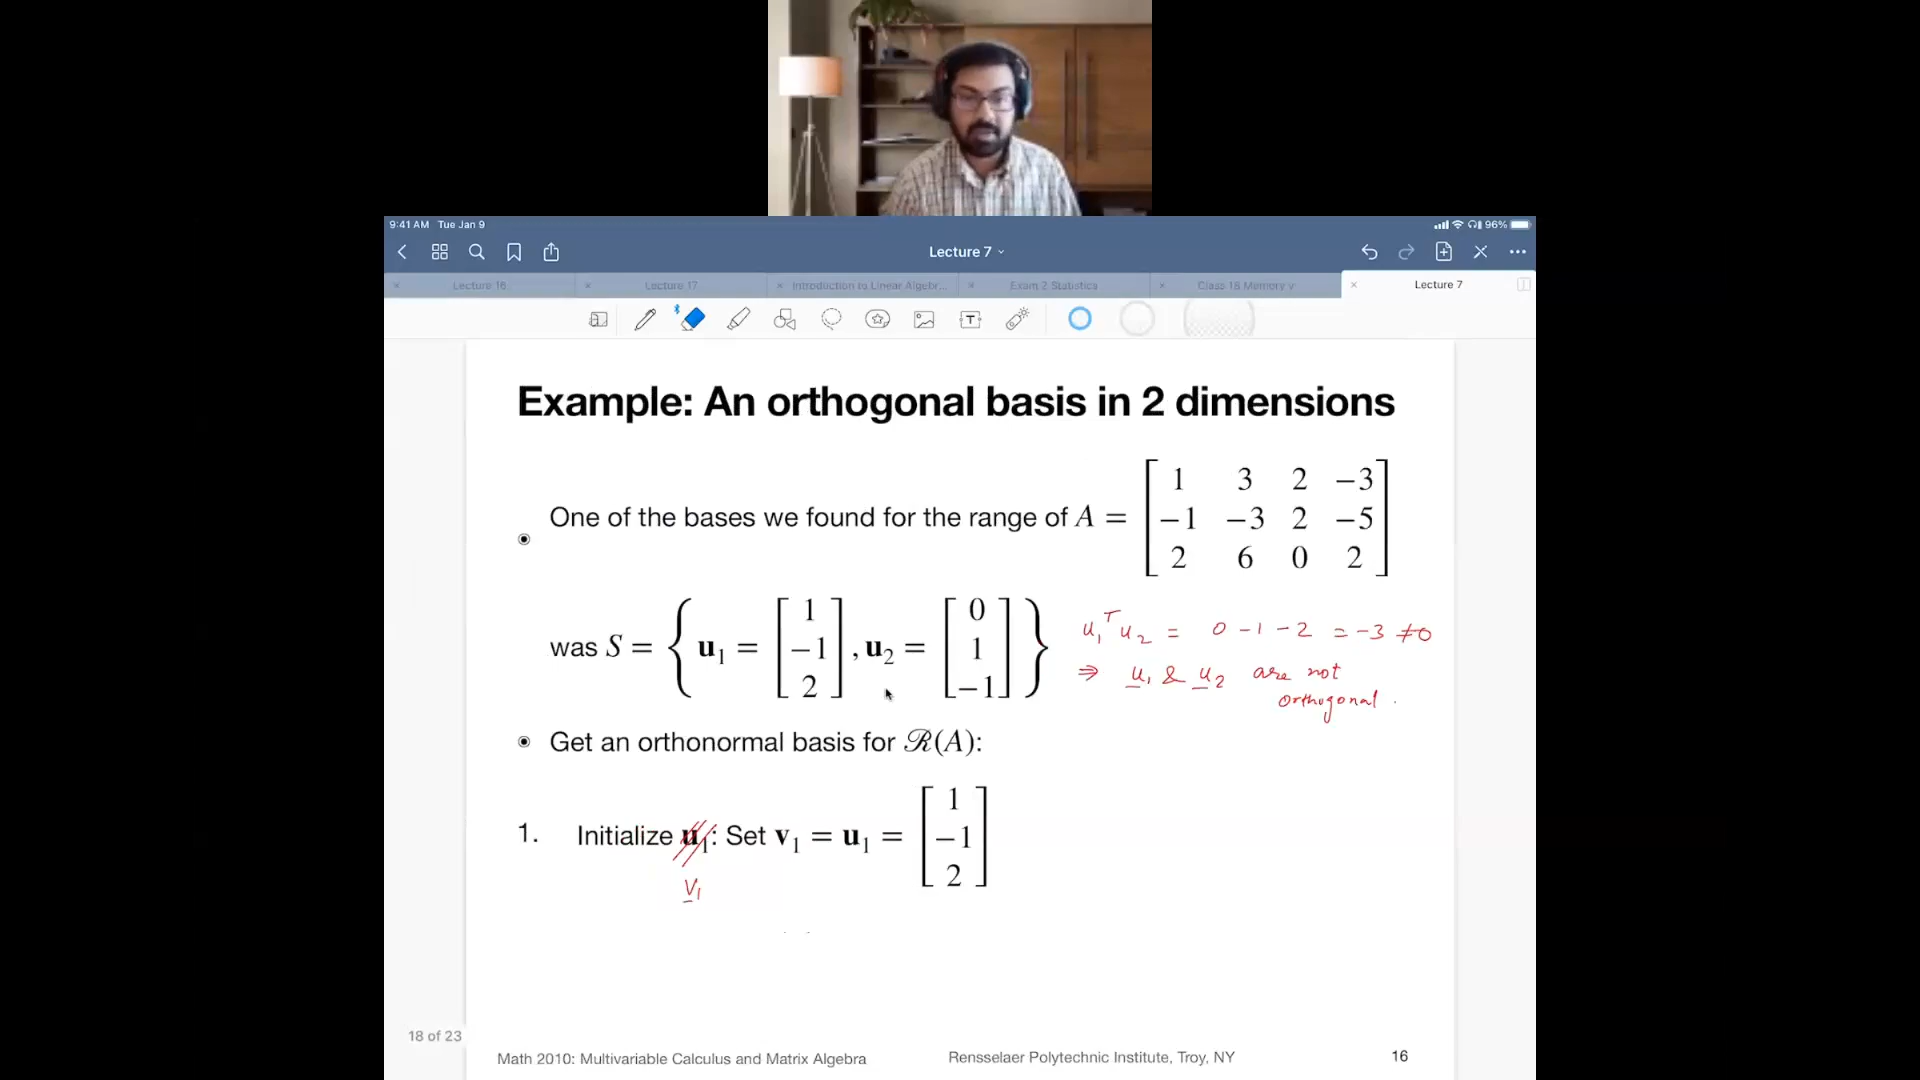 9:41 AM Tue Jan 9
96%
Lecture 7
Lecture 16
Lecture 17
Introduction to Linear Algebr...
Exam 2 Statistics
Class 18 Memory v
Lecture 7
Example: An orthogonal basis in 2 dimensions
One of the bases we found for the range of A = [1 3 2 −3
−1 −3 2 −5
2 6 0 2]
was S = { u₁ = [1 −1 2], u₂ = [0 1 −1] }
u₁ᵀ u₂ = 0 −1 −2 = −3 ≠ 0
⇒ u₁ & u₂ are not
orthogonal.
Get an orthonormal basis for ℛ(A):
1. Initialize u₁: Set v₁ = u₁ = [1 −1 2]
v₁
18 of 23
Math 2010: Multivariable Calculus and Matrix Algebra
Rensselaer Polytechnic Institute, Troy, NY
16